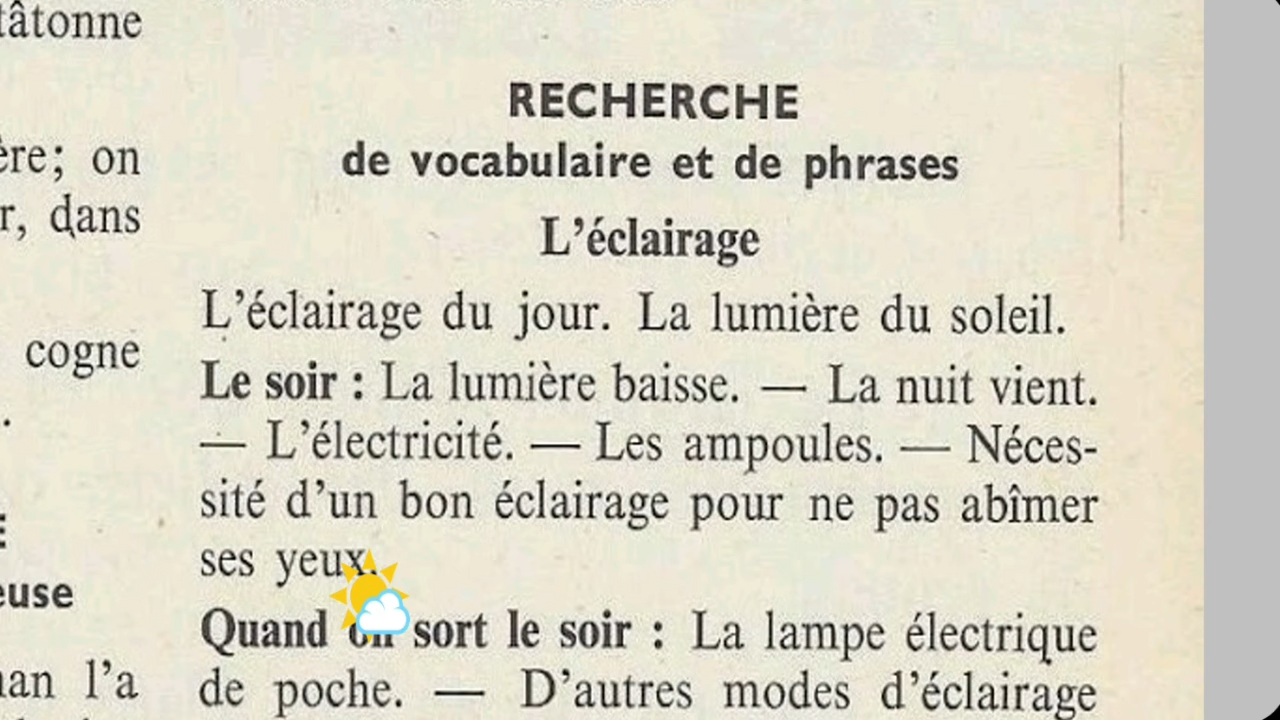 tâtonne
ère; on
r, dans
cogne
.
E
euse
nan l'a
RECHERCHE
de vocabulaire et de phrases
L'éclairage
L'éclairage du jour. La lumière du soleil.
Le soir : La lumière baisse. — La nuit vient.
— L'électricité. — Les ampoules. — Néces-
sité d'un bon éclairage pour ne pas abîmer
ses yeux.
Quand on sort le soir : La lampe électrique
de poche. — D'autres modes d'éclairage